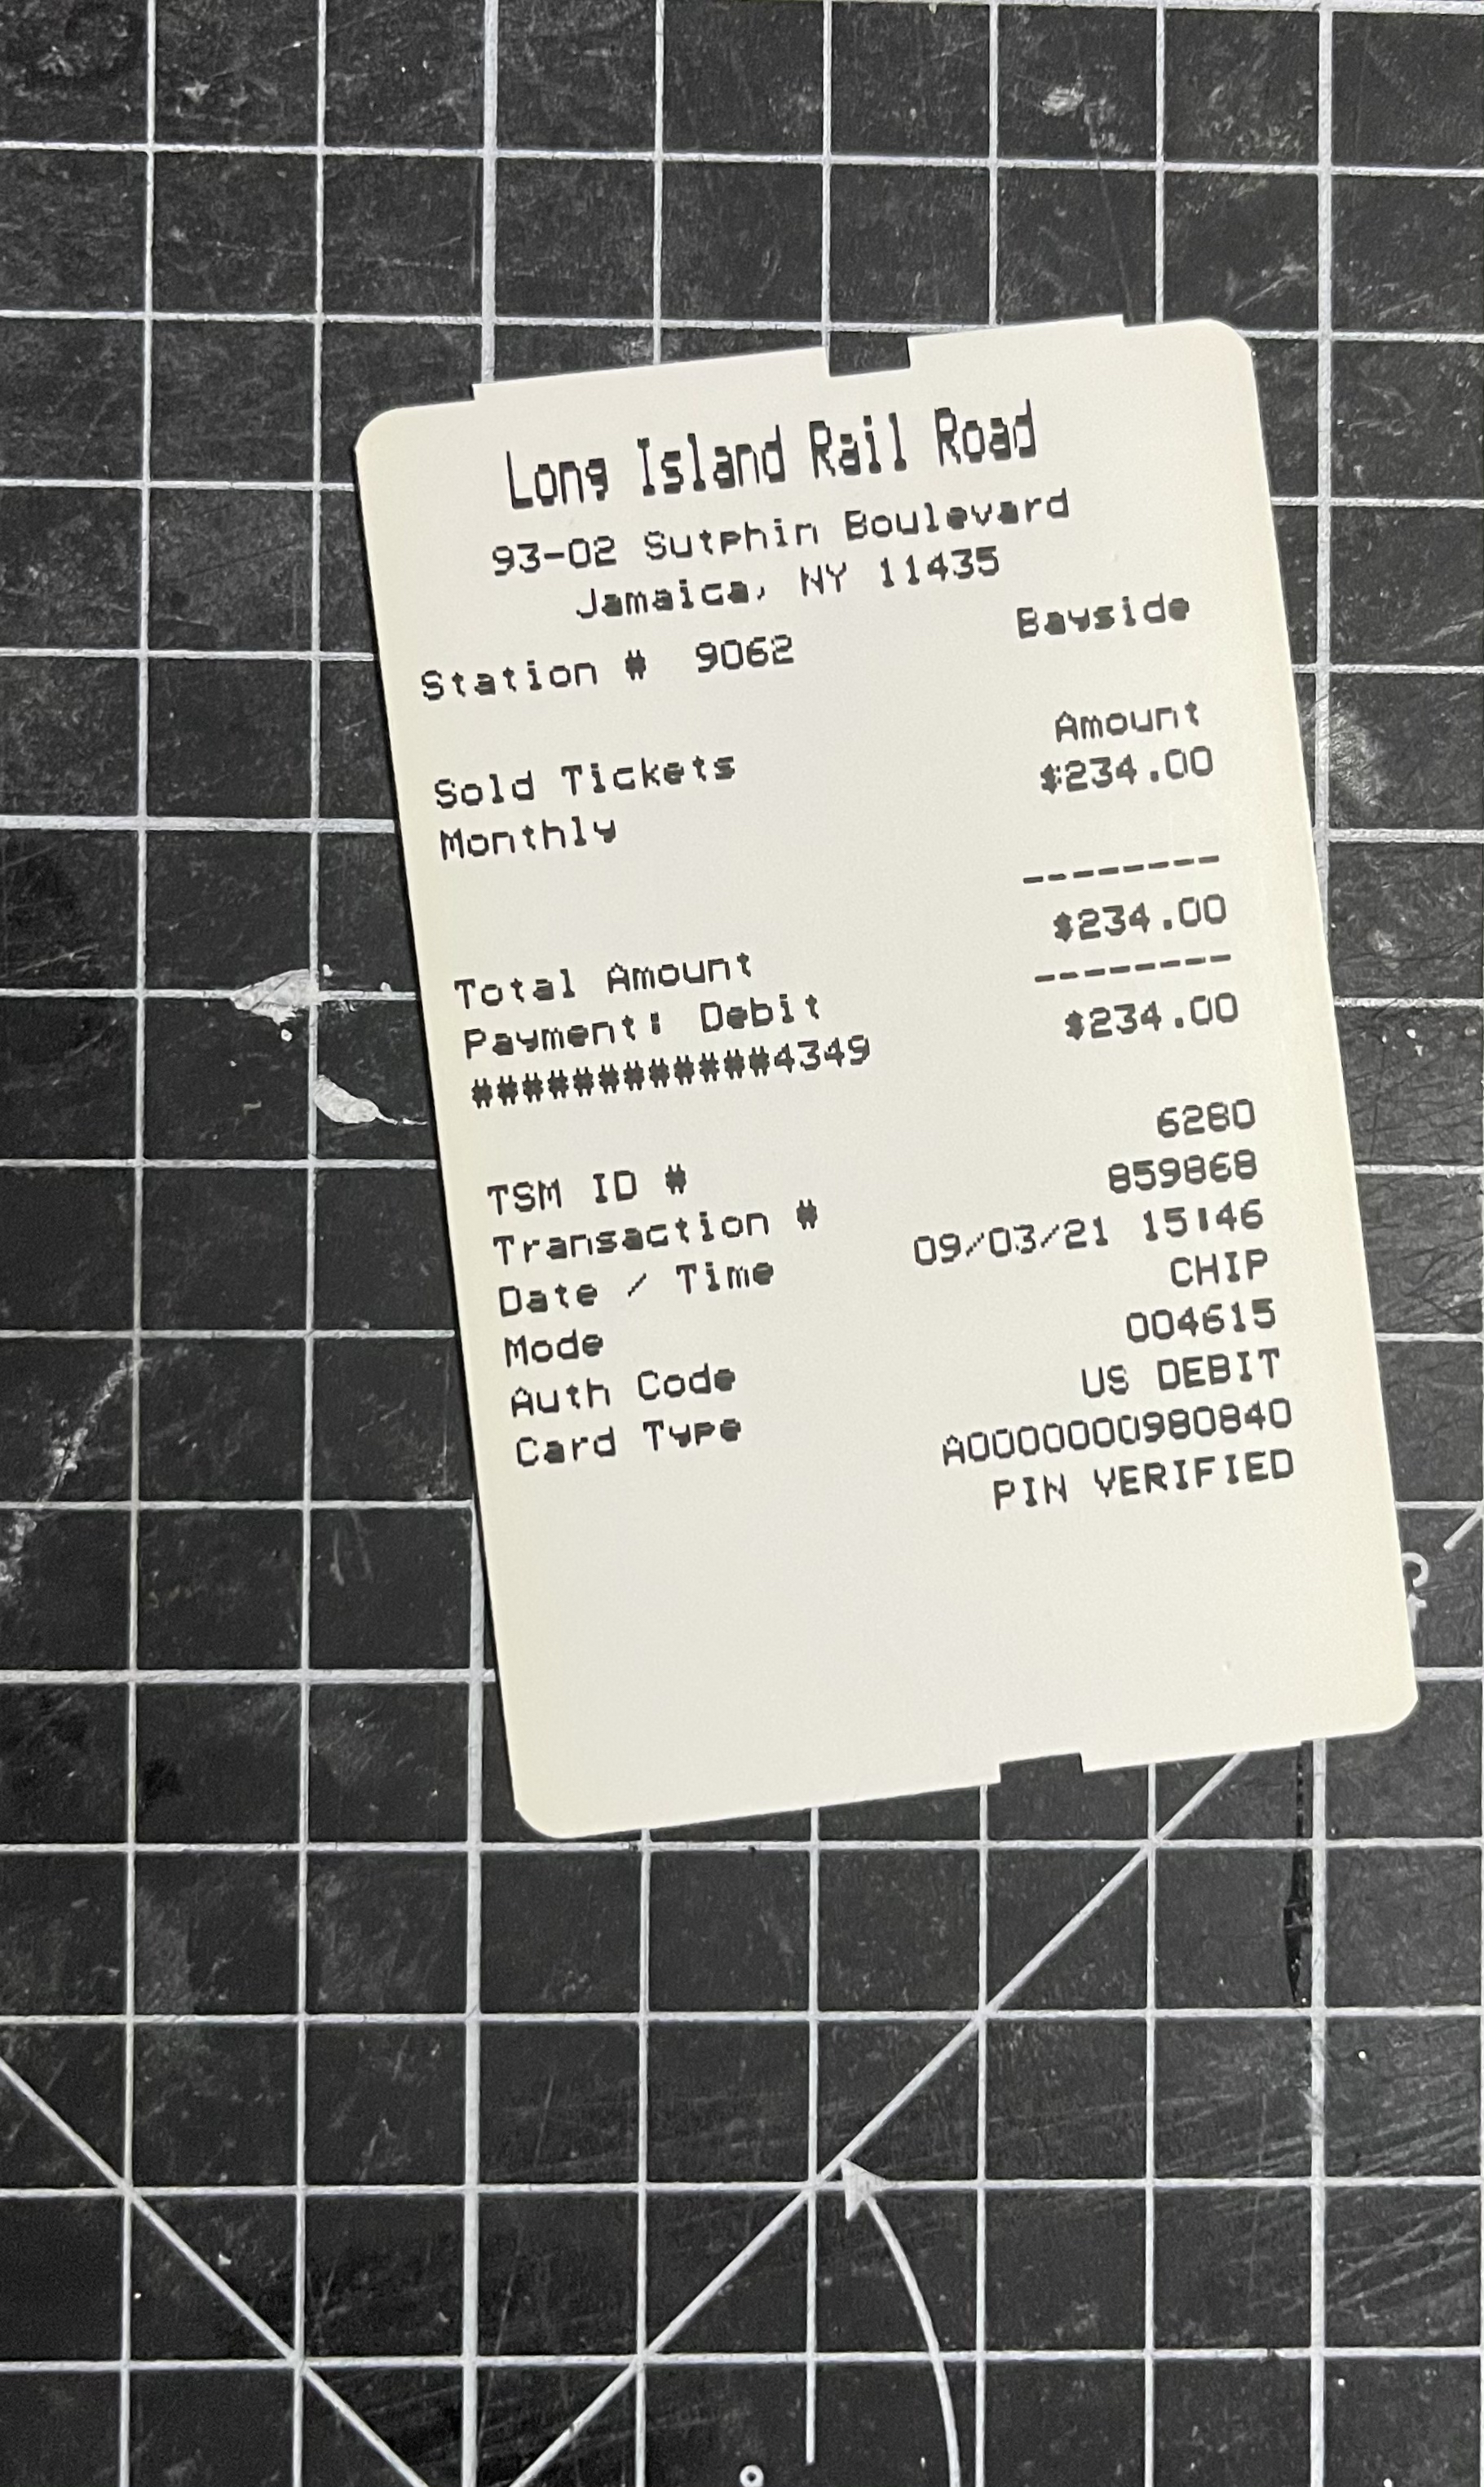 Long Island Rail Road
93-02 Sutphin Boulevard
Jamaica, NY 11435
Station # 9062 Bayside
Sold Tickets Amount
Monthly $234.00
--------
Total Amount $234.00
--------
Payment: Debit $234.00
############4349
TSM ID # 6280
Transaction # 859868
Date / Time 09/03/21 15:46
Mode CHIP
Auth Code 004615
Card Type US DEBIT
A0000000980840
PIN VERIFIED